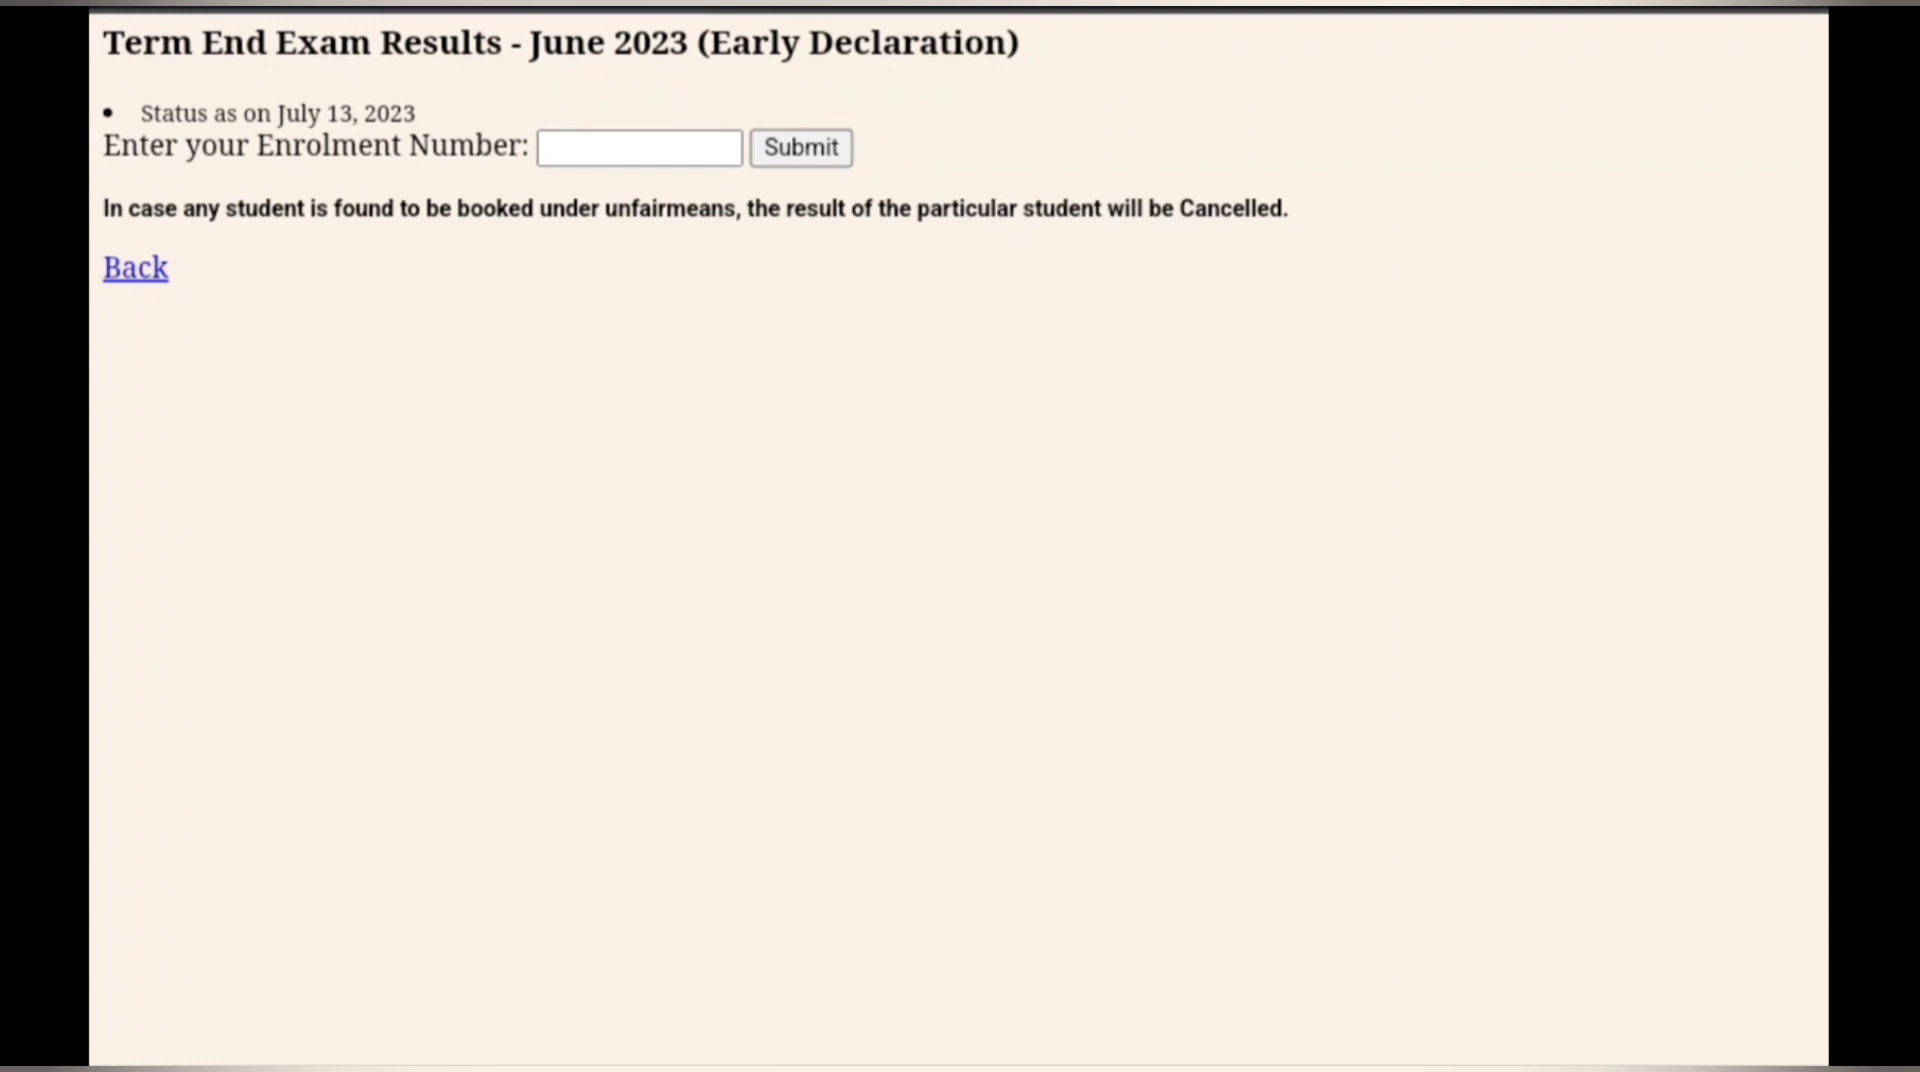 Term End Exam Results - June 2023 (Early Declaration)
• Status as on July 13, 2023
Enter your Enrolment Number: Submit
In case any student is found to be booked under unfairmeans, the result of the particular student will be Cancelled.
Back